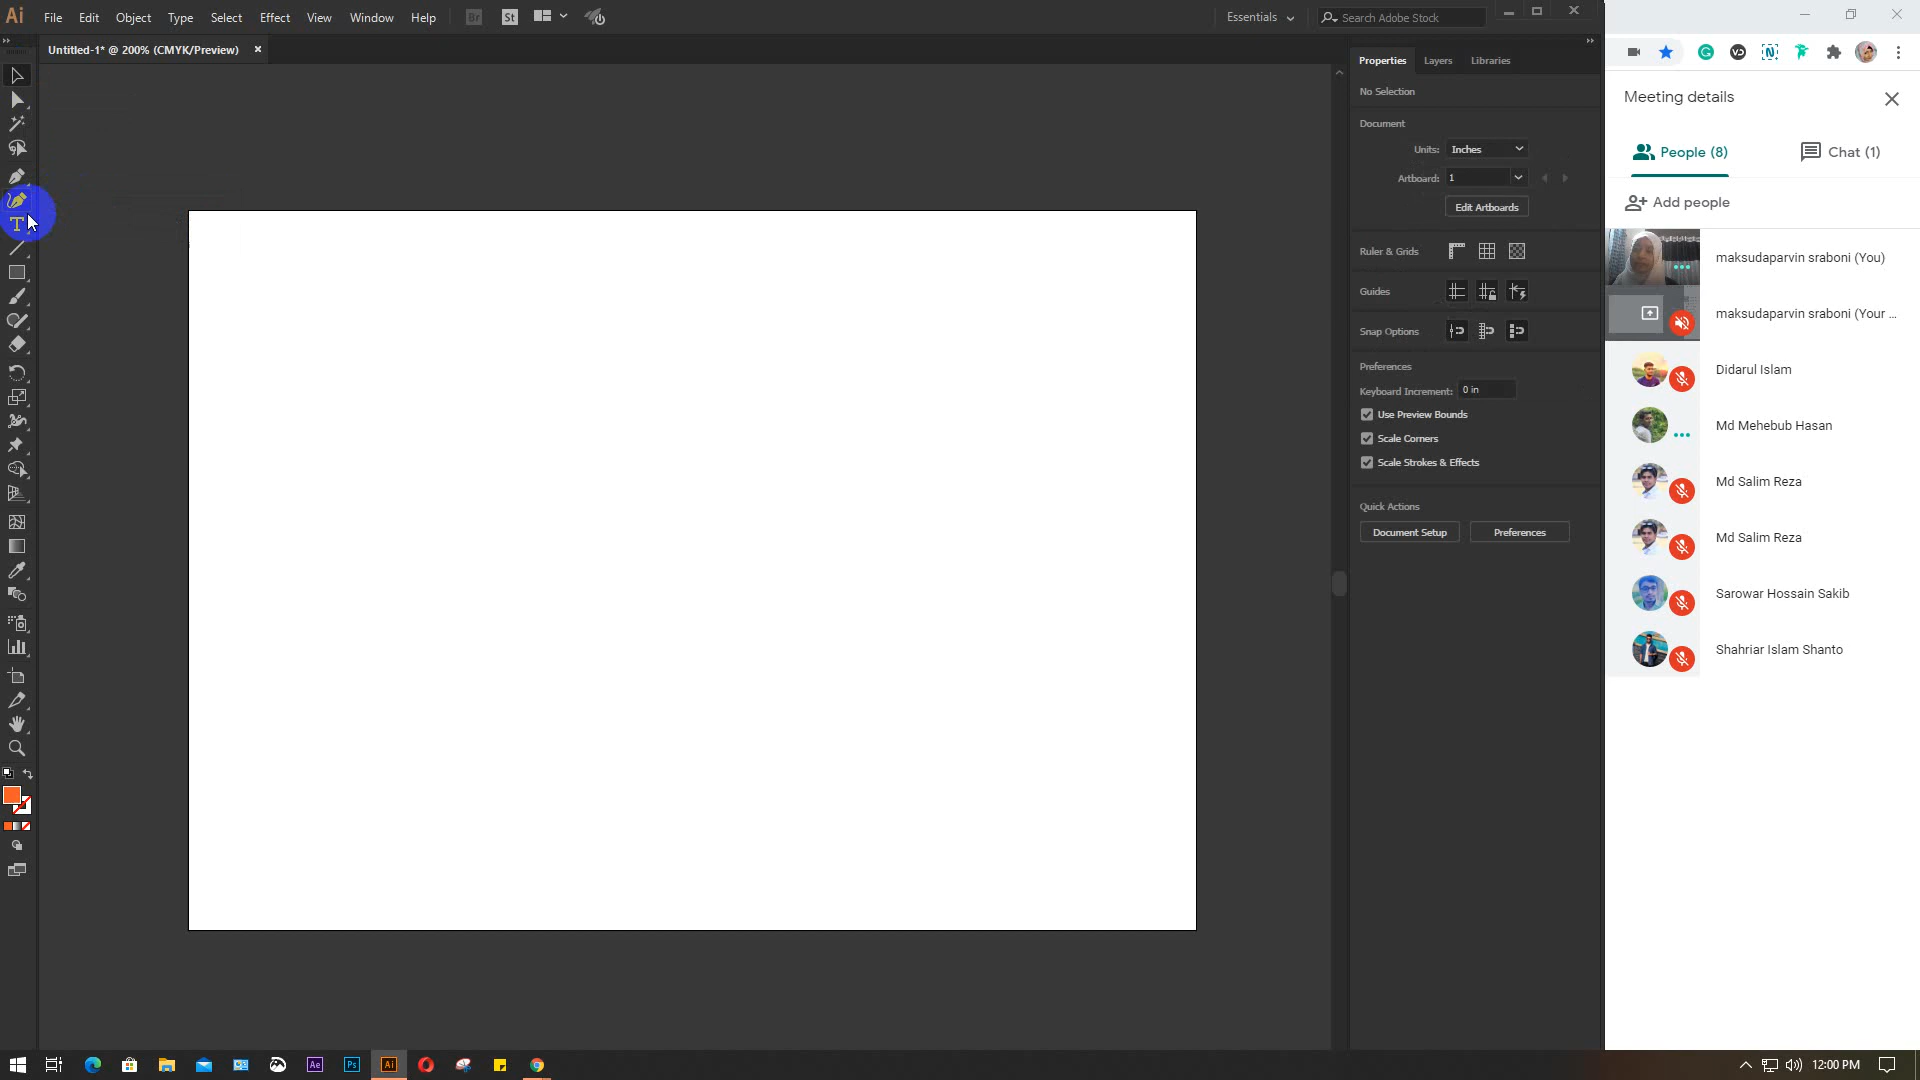 Ai File Edit Object Type Select Effect View Window Help Br St Essentials Search Adobe Stock
Untitled-1* @ 200% (CMYK/Preview) ×
T
Properties Layers Libraries
No Selection
Document
Units: Inches
Artboard: 1
Edit Artboards
Ruler & Grids
Guides
Snap Options
Preferences
Keyboard Increment: 0 in
Use Preview Bounds
Scale Corners
Scale Strokes & Effects
Quick Actions
Document Setup Preferences
Meeting details
People (8) Chat (1)
Add people
maksudaparvin sraboni (You)
maksudaparvin sraboni (Your ...
Didarul Islam
Md Mehebub Hasan
Md Salim Reza
Md Salim Reza
Sarowar Hossain Sakib
Shahriar Islam Shanto
Ae Ps Ai 12:00 PM